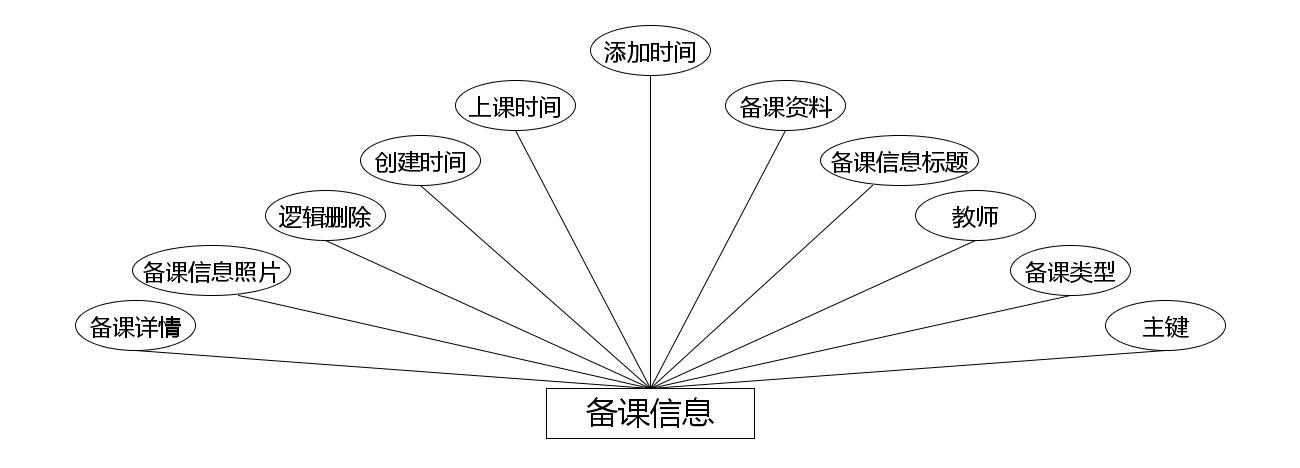 添加时间
上课时间
备课资料
创建时间
备课信息标题
逻辑删除
教师
备课信息照片
备课类型
备课详情
主键
备课信息